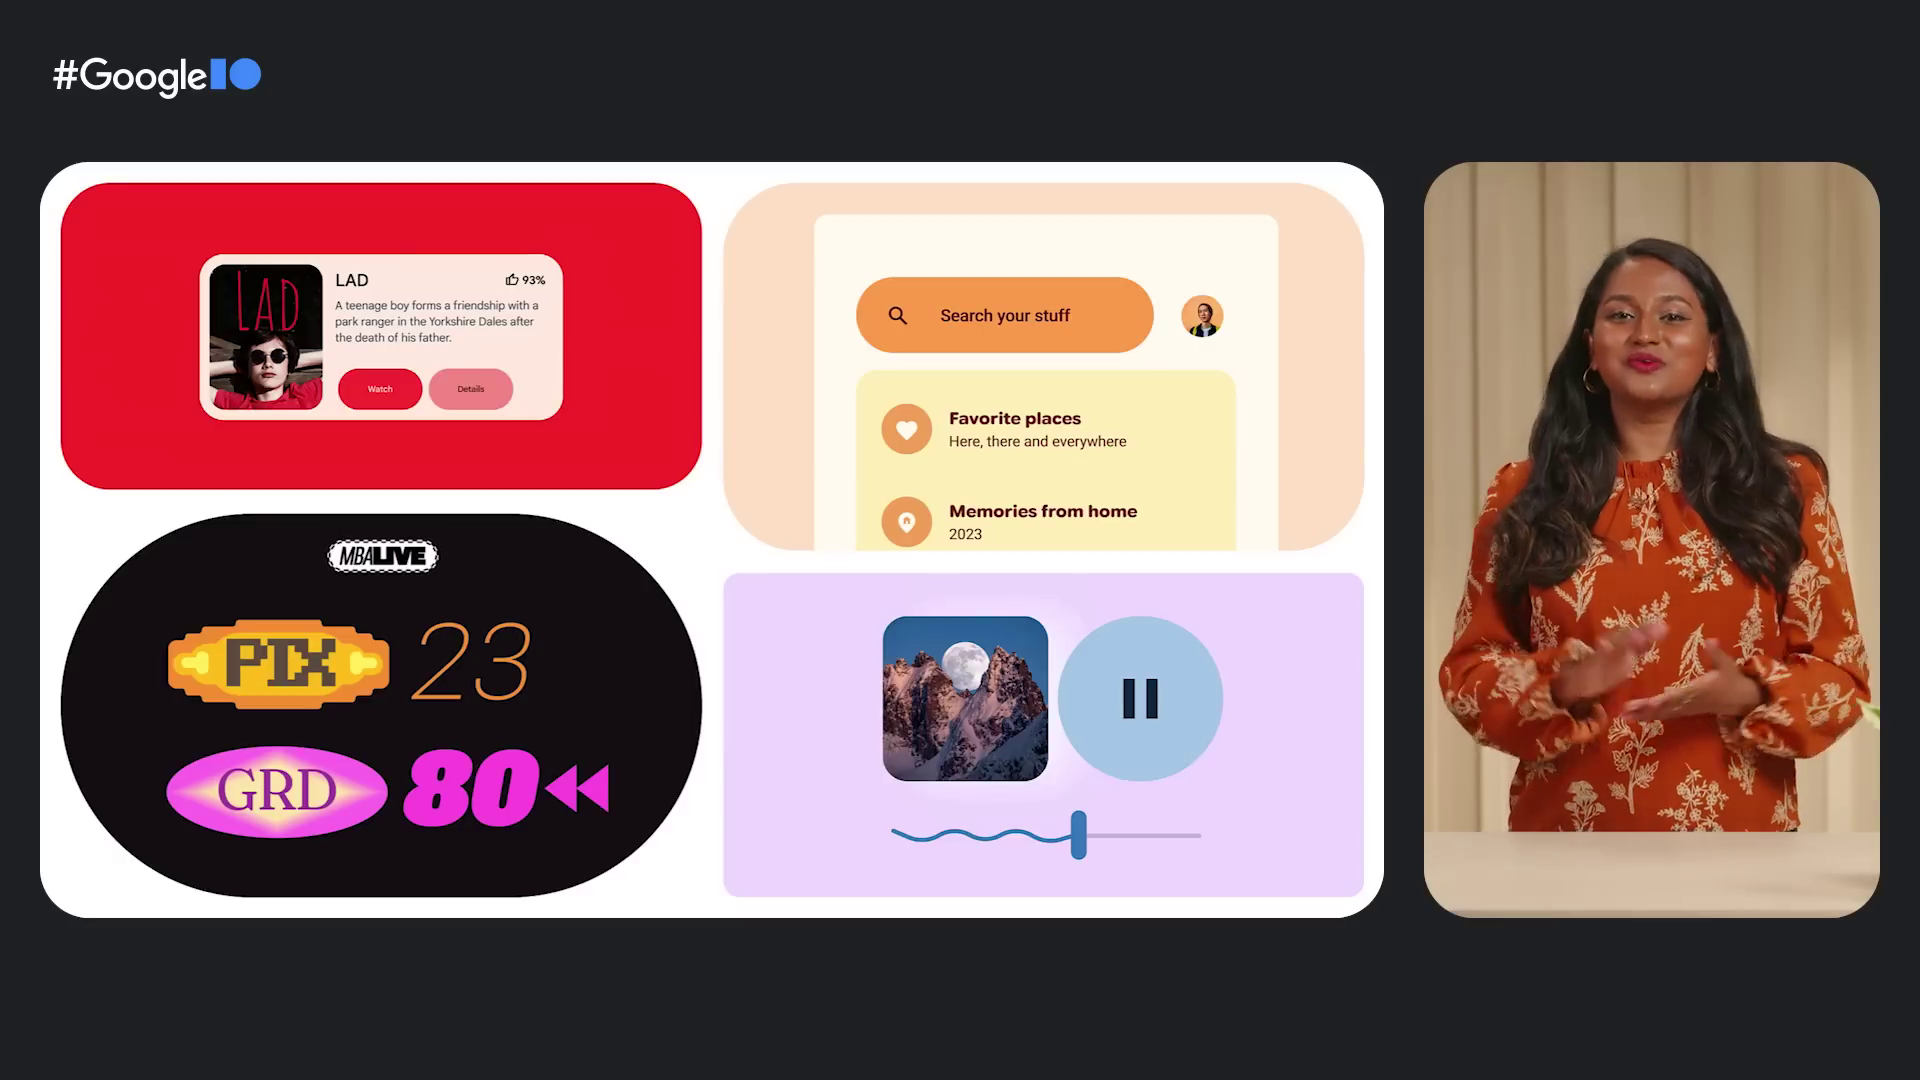 #GoogleIO
LAD
LAD
93%
A teenage boy forms a friendship with a
park ranger in the Yorkshire Dales after
the death of his father.
Watch
Details
Search your stuff
Favorite places
Here, there and everywhere
Memories from home
2023
MBALIVE
PIX 23
GRD 80